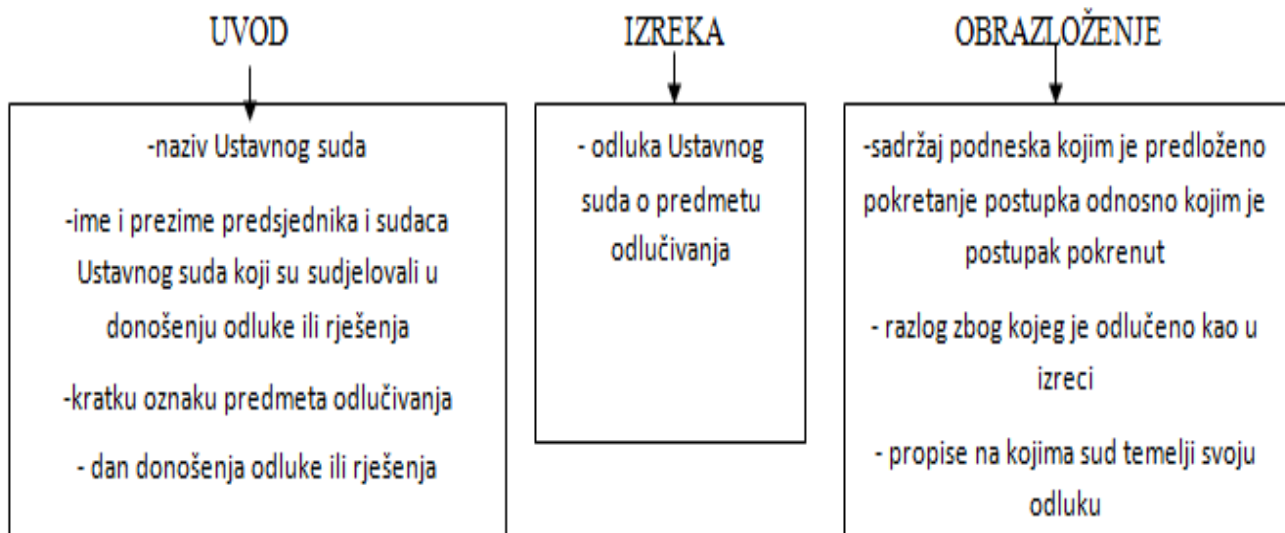 UVOD
-naziv Ustavnog suda
-ime i prezime predsjednika i sudaca
Ustavnog suda koji su sudjelovali u
donošenju odluke ili rješenja
-kratku oznaku predmeta odlučivanja
- dan donošenja odluke ili rješenja
IZREKA
- odluka Ustavnog
suda o predmetu
odlučivanja
OBRAZLOŽENJE
-sadržaj podneska kojim je predloženo
pokretanje postupka odnosno kojim je
postupak pokrenut
- razlog zbog kojeg je odlučeno kao u
izreci
- propise na kojima sud temelji svoju
odluku